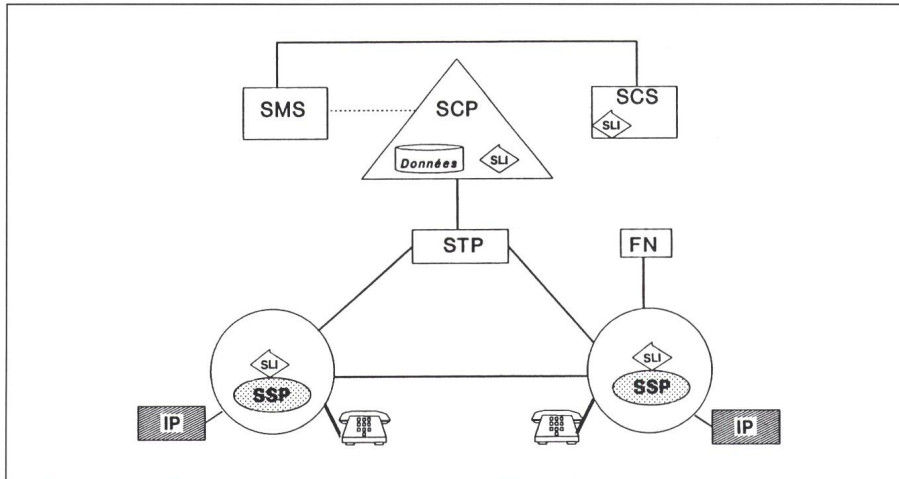 SMS
SCP
SCS
SLI
Données
SLI
STP
FN
SLI
SSP
SLI
SSP
IP
IP